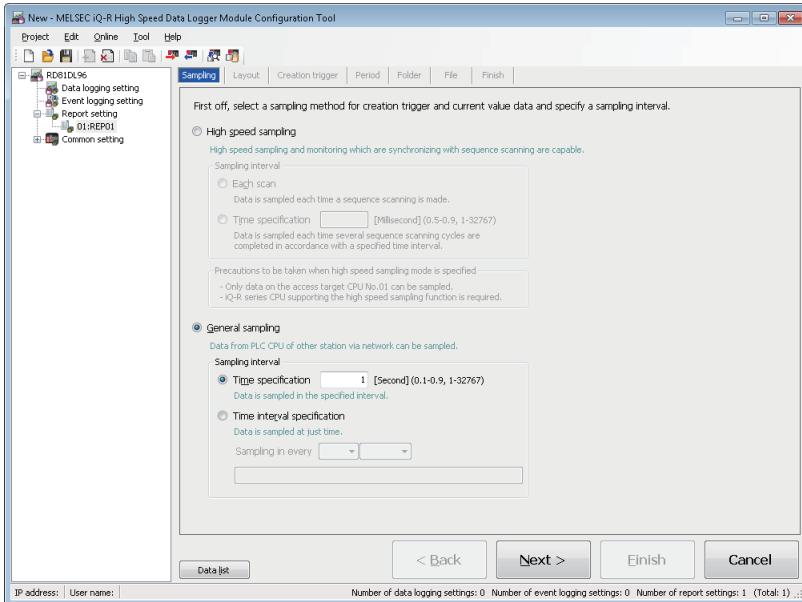 New - MELSEC iQ-R High Speed Data Logger Module Configuration Tool
Project Edit Online Tool Help
RD81DL96
Data logging setting
Event logging setting
Report setting
01:REP01
Common setting
Sampling Layout Creation trigger Period Folder File Finish
First off, select a sampling method for creation trigger and current value data and specify a sampling interval.
High speed sampling
High speed sampling and monitoring which are synchronizing with sequence scanning are capable.
Sampling interval
Each scan
Data is sampled each time a sequence scanning is made.
Time specification [Millisecond] (0.5-0.9, 1-32767)
Data is sampled each time several sequence scanning cycles are
completed in accordance with a specified time interval.
Precautions to be taken when high speed sampling mode is specified
- Only data on the access target CPU No.01 can be sampled.
- iQ-R series CPU supporting the high speed sampling function is required.
General sampling
Data from PLC CPU of other station via network can be sampled.
Sampling interval
Time specification 1 [Second] (0.1-0.9, 1-32767)
Data is sampled in the specified interval.
Time interval specification
Data is sampled at just time.
Sampling in every
Data list < Back Next > Finish Cancel
IP address: User name: Number of data logging settings: 0 Number of event logging settings: 0 Number of report settings: 1 (Total: 1)